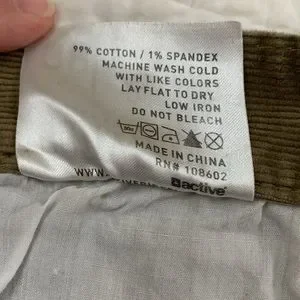 99% COTTON / 1% SPANDEX
MACHINE WASH COLD
WITH LIKE COLORS
LAY FLAT TO DRY
LOW IRON
DO NOT BLEACH
MADE IN CHINA
RN# 108602
active